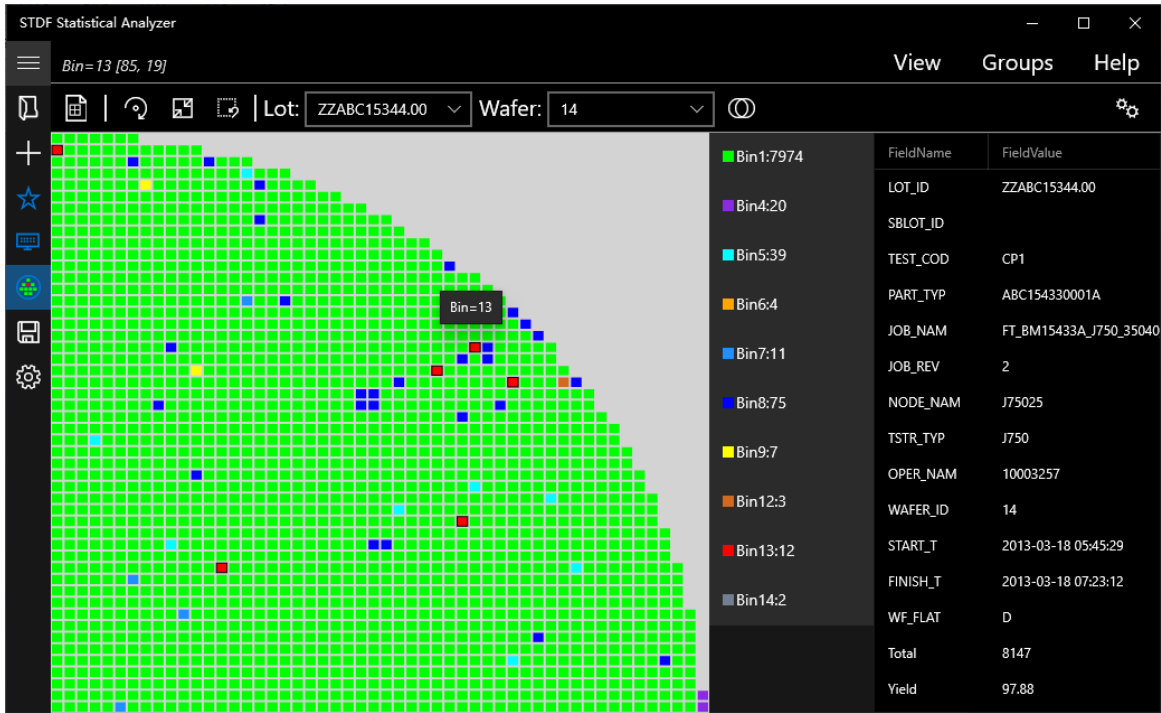 STDF Statistical Analyzer
Bin=13 [85, 19]
View Groups Help
Lot: ZZABC15344.00 Wafer: 14
Bin=13
Bin1:7974
Bin4:20
Bin5:39
Bin6:4
Bin7:11
Bin8:75
Bin9:7
Bin12:3
Bin13:12
Bin14:2
FieldName FieldValue
LOT_ID ZZABC15344.00
SBLOT_ID
TEST_COD CP1
PART_TYP ABC154330001A
JOB_NAM FT_BM15433A_J750_35040
JOB_REV 2
NODE_NAM J75025
TSTR_TYP J750
OPER_NAM 10003257
WAFER_ID 14
START_T 2013-03-18 05:45:29
FINISH_T 2013-03-18 07:23:12
WF_FLAT D
Total 8147
Yield 97.88